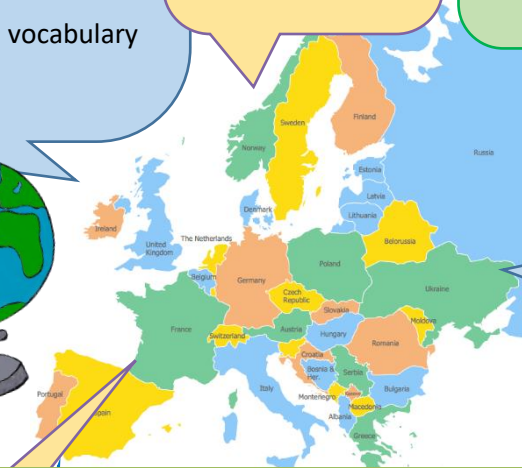 vocabulary
Finland
Sweden
Norway
Russia
Estonia
Latvia
Denmark
Lithuania
Ireland
United
Kingdom
The Netherlands
Belorussia
Belgium
Germany
Poland
Czech
Republic
Ukraine
Slovakia
France
Switzerland
Austria
Hungary
Moldova
Romania
Croatia
Bosnia &
Her.
Serbia
Portugal
Spain
Italy
Montenegro
Bulgaria
Macedonia
Albania
Greece